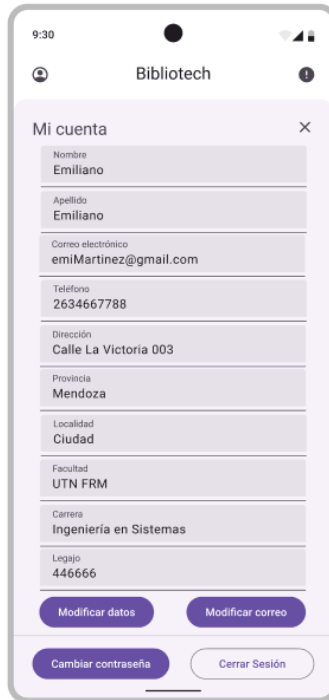 9:30
Bibliotech
Mi cuenta
Nombre
Emiliano
Apellido
Emiliano
Correo electrónico
emiMartinez@gmail.com
Teléfono
2634667788
Dirección
Calle La Victoria 003
Provincia
Mendoza
Localidad
Ciudad
Facultad
UTN FRM
Carrera
Ingeniería en Sistemas
Legajo
446666
Modificar datos Modificar correo
Cambiar contraseña Cerrar Sesión